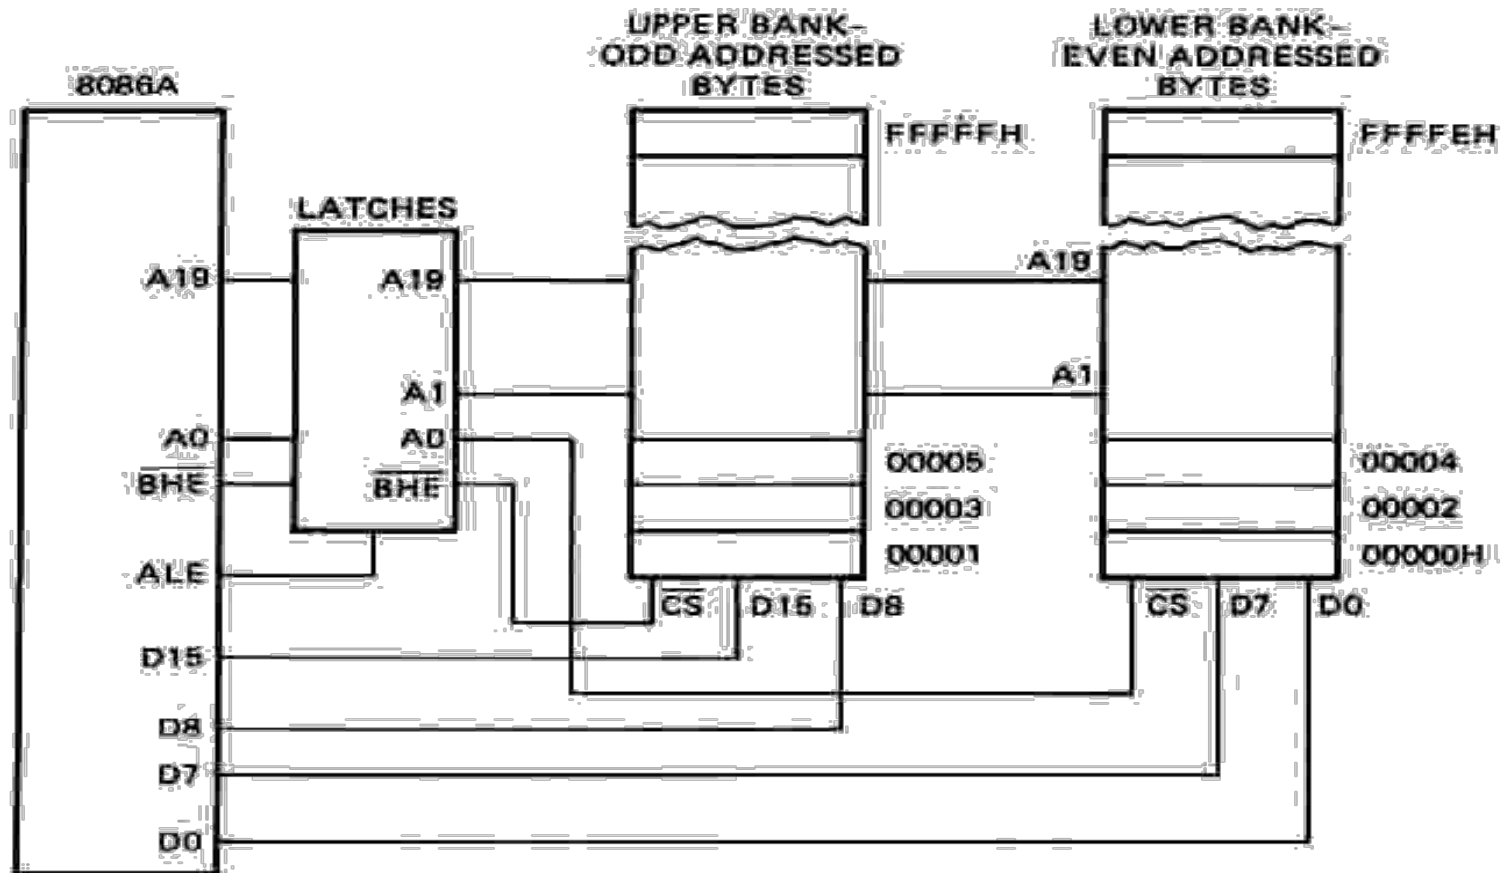 UPPER BANK–
ODD ADDRESSED
BYTES
LOWER BANK–
EVEN ADDRESSED
BYTES
8086A
FFFFFH
FFFFEH
LATCHES
A19
A19
A19
A1
A1
A0
A0
BHE
BHE
00005
00004
00003
00002
00001
00000H
ALE
CS
D15
D8
CS
D7
D0
D15
D8
D7
D0